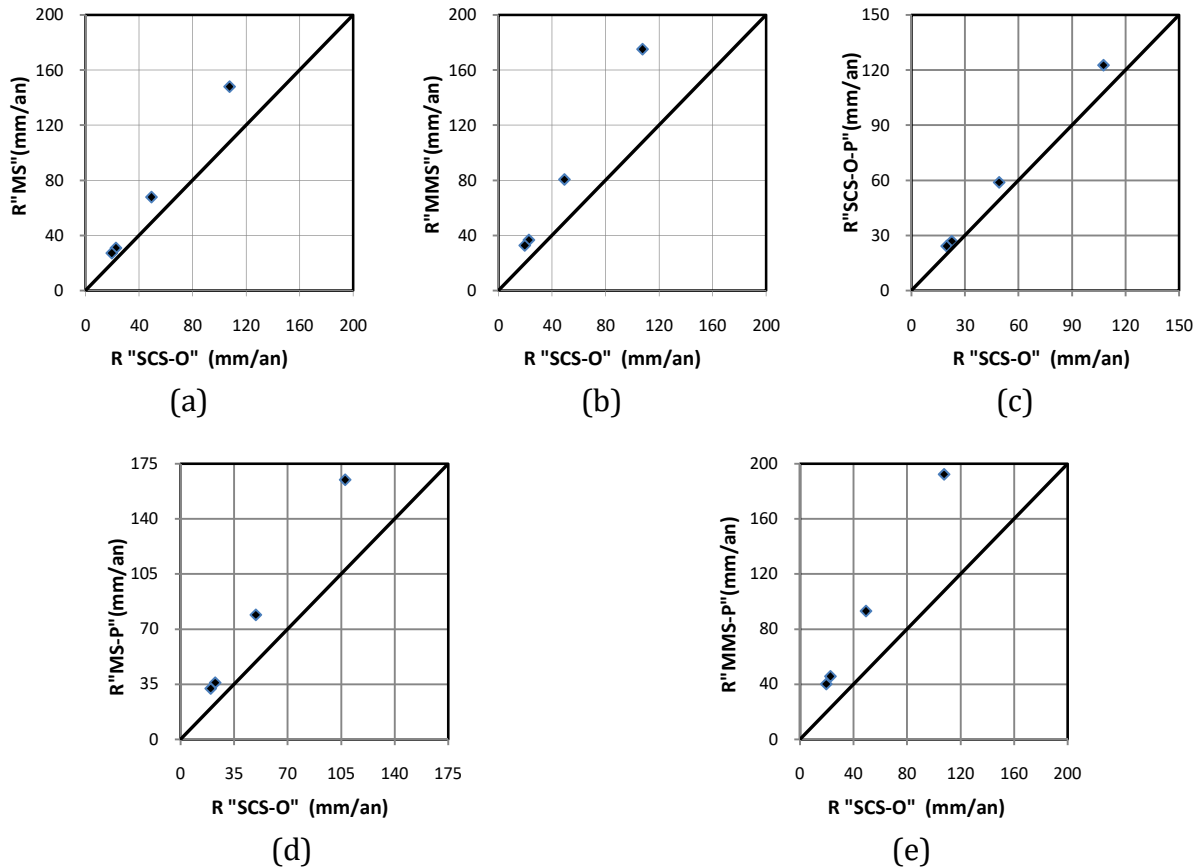 200
160
120
80
40
0
R"MS"(mm/an)
0 40 80 120 160 200
R "SCS-O" (mm/an)
(a)
200
160
120
80
40
0
R"MMS"(mm/an)
0 40 80 120 160 200
R "SCS-O" (mm/an)
(b)
150
120
90
60
30
0
R"SCS-O-P"(mm/an)
0 30 60 90 120 150
R "SCS-O" (mm/an)
(c)
175
140
105
70
35
0
R"MS-P"(mm/an)
0 35 70 105 140 175
R "SCS-O" (mm/an)
(d)
200
160
120
80
40
0
R"MMS-P"(mm/an)
0 40 80 120 160 200
R "SCS-O" (mm/an)
(e)